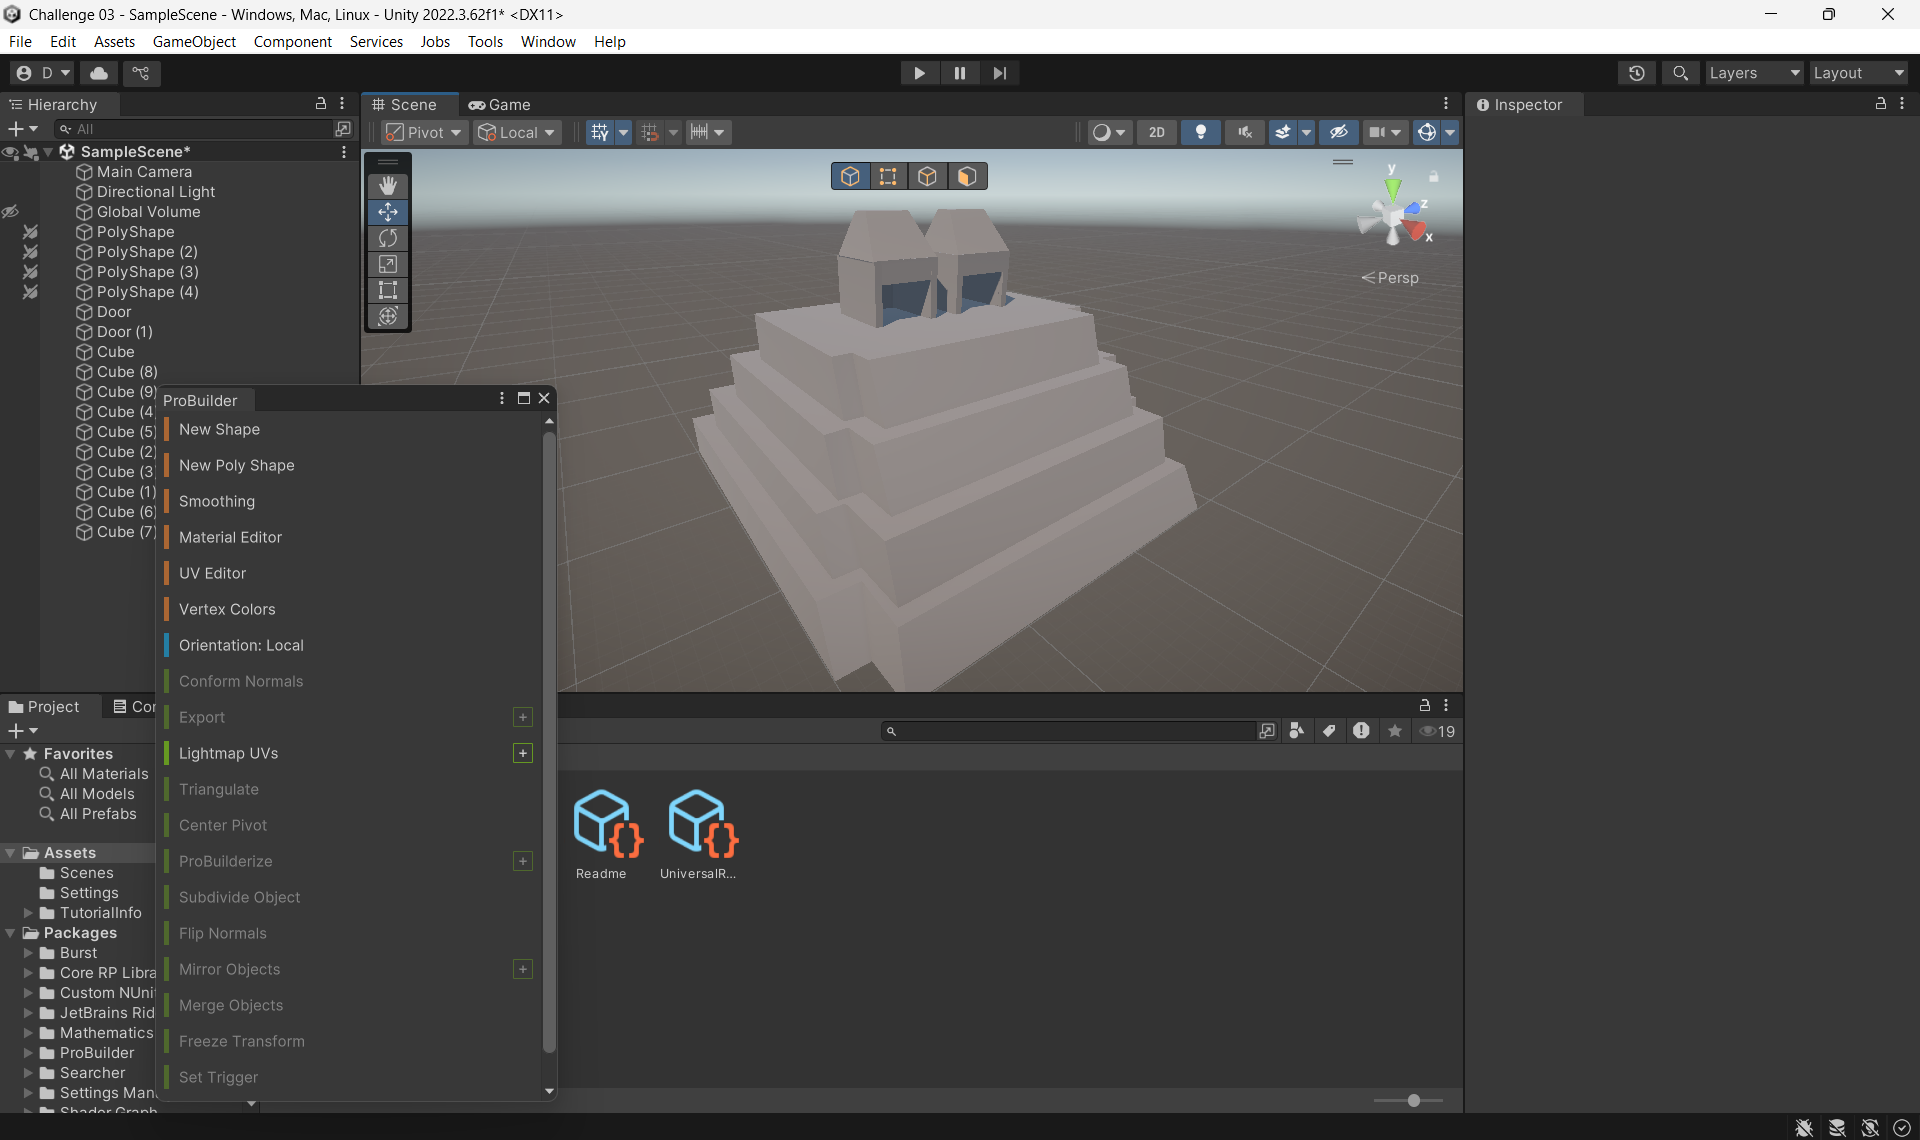 Challenge 03 - SampleScene - Windows, Mac, Linux - Unity 2022.3.62f1* <DX11>
File Edit Assets GameObject Component Services Jobs Tools Window Help
D
Layers
Layout
Hierarchy
All
SampleScene*
Main Camera
Directional Light
Global Volume
PolyShape
PolyShape (2)
PolyShape (3)
PolyShape (4)
Door
Door (1)
Cube
Cube (8)
Cube (9)
Cube (4
Cube (5)
Cube (2)
Cube (3
Cube (1)
Cube (6)
Cube (7)
Scene
Game
Pivot
Local
2D
y
z
x
Persp
Inspector
ProBuilder
New Shape
New Poly Shape
Smoothing
Material Editor
UV Editor
Vertex Colors
Orientation: Local
Conform Normals
Export +
Lightmap UVs +
Triangulate
Center Pivot
ProBuilderize +
Subdivide Object
Flip Normals
Mirror Objects +
Merge Objects
Freeze Transform
Set Trigger
Project
Con
Favorites
All Materials
All Models
All Prefabs
Assets
Scenes
Settings
TutorialInfo
Packages
Burst
Core RP Libra
Custom NUni
JetBrains Rid
Mathematics
ProBuilder
Searcher
Settings Man
Shader Graph
19
Readme
UniversalR...